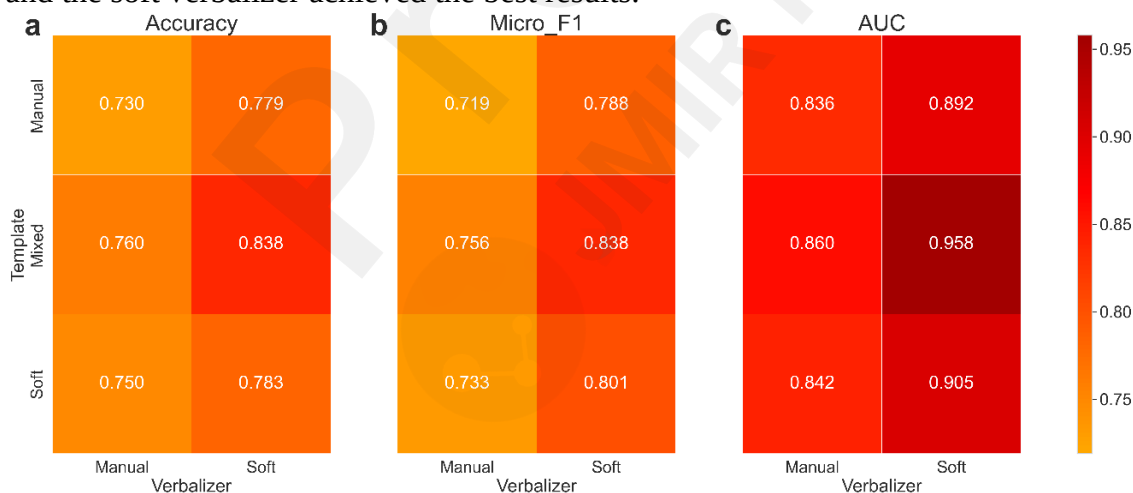 and the soft verbalizer achieved the best results.
a Accuracy b Micro_F1 c AUC
Manual 0.730 0.779 0.719 0.788 0.836 0.892
Template
Mixed 0.760 0.838 0.756 0.838 0.860 0.958
Soft 0.750 0.783 0.733 0.801 0.842 0.905
Manual Soft Manual Soft Manual Soft
Verbalizer Verbalizer Verbalizer
0.95
0.90
0.85
0.80
0.75
Pr
JMIR